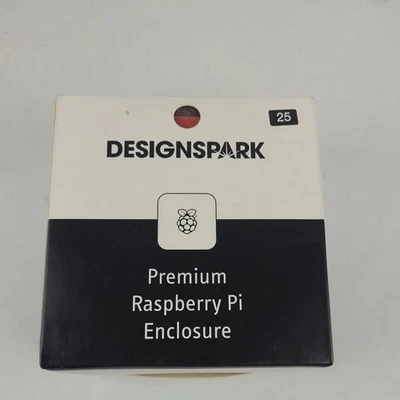 25
DESIGNSPARK
Premium
Raspberry Pi
Enclosure